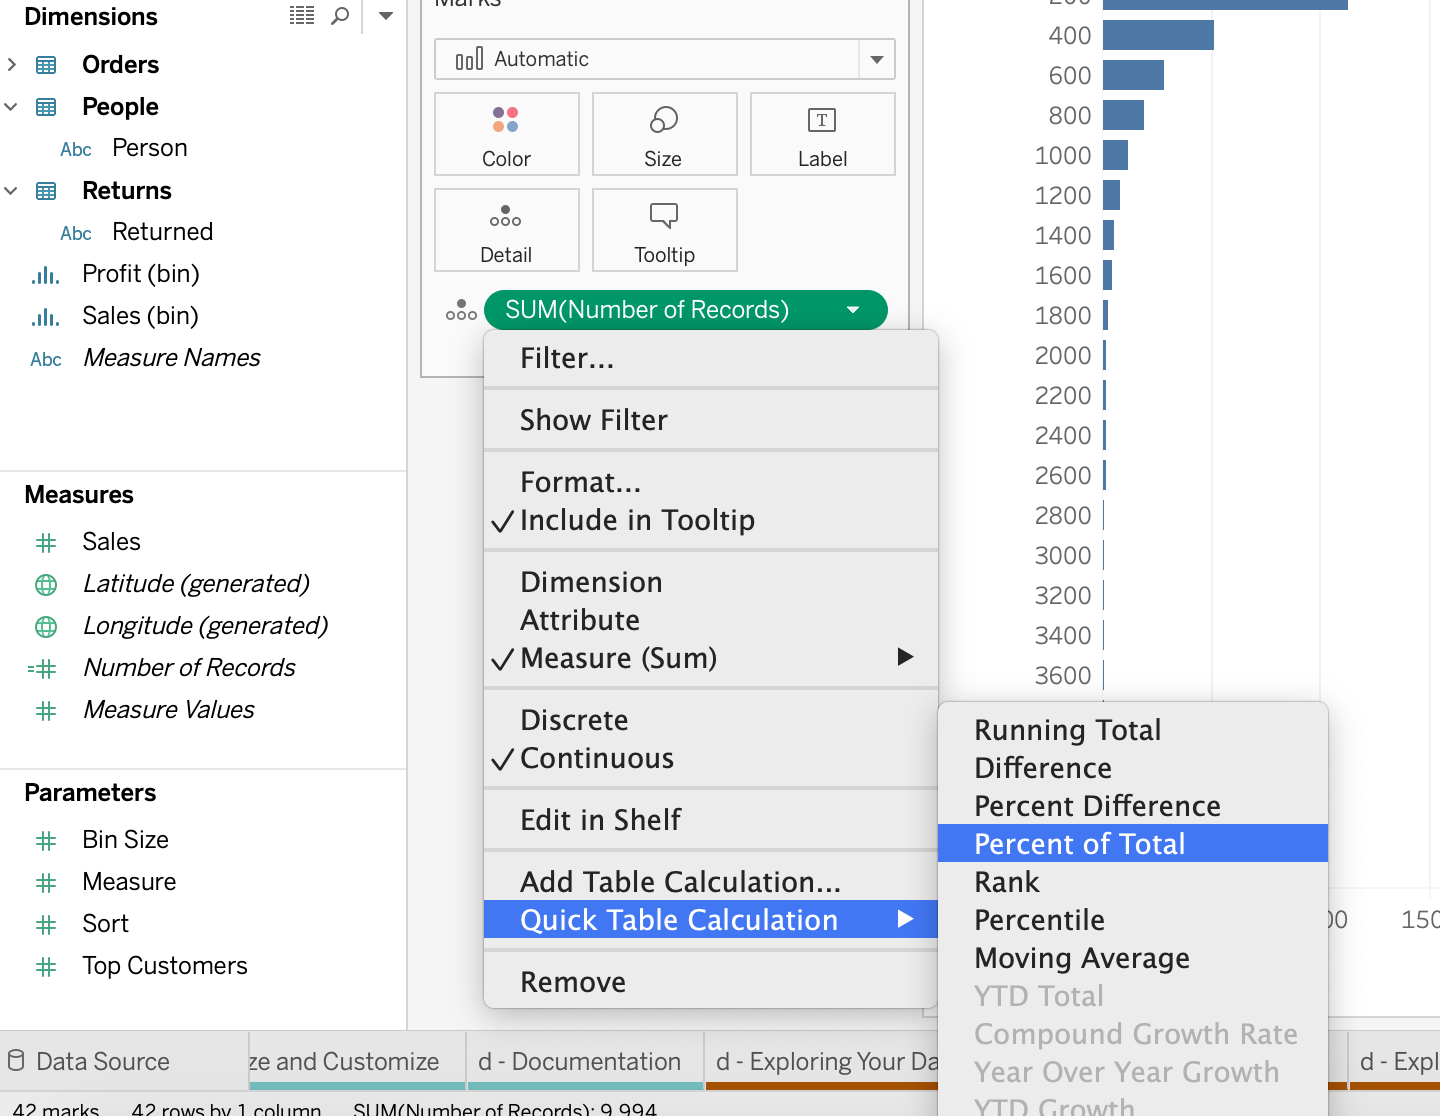 Dimensions
Orders
People
Abc Person
Returns
Abc Returned
Profit (bin)
Sales (bin)
Abc Measure Names
Measures
Sales
Latitude (generated)
Longitude (generated)
Number of Records
Measure Values
Parameters
Bin Size
Measure
Sort
Top Customers
Marks
Automatic
Color
Size
T
Label
Detail
Tooltip
SUM(Number of Records)
Filter...
Show Filter
Format...
Include in Tooltip
Dimension
Attribute
Measure (Sum)
Discrete
Continuous
Edit in Shelf
Add Table Calculation...
Quick Table Calculation
Remove
Running Total
Difference
Percent Difference
Percent of Total
Rank
Percentile
Moving Average
YTD Total
Compound Growth Rate
Year Over Year Growth
YTD Growth
200
400
600
800
1000
1200
1400
1600
1800
2000
2200
2400
2600
2800
3000
3200
3400
3600
00 150
Data Source
ze and Customize
d - Documentation
d - Exploring Your Da
d - Expl
42 marks 42 rows by 1 column SUM(Number of Records): 9,994